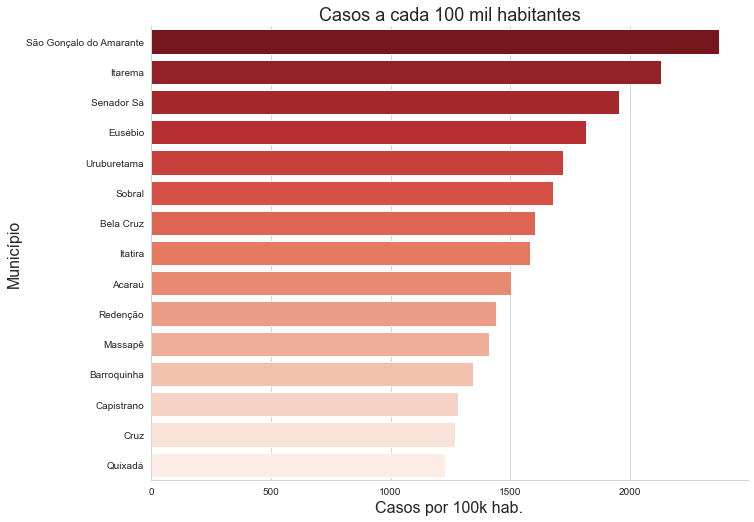 Casos a cada 100 mil habitantes
Município
São Gonçalo do Amarante
Itarema
Senador Sá
Eusébio
Uruburetama
Sobral
Bela Cruz
Itatira
Acaraú
Redenção
Massapê
Barroquinha
Capistrano
Cruz
Quixadá
0 500 1000 1500 2000
Casos por 100k hab.